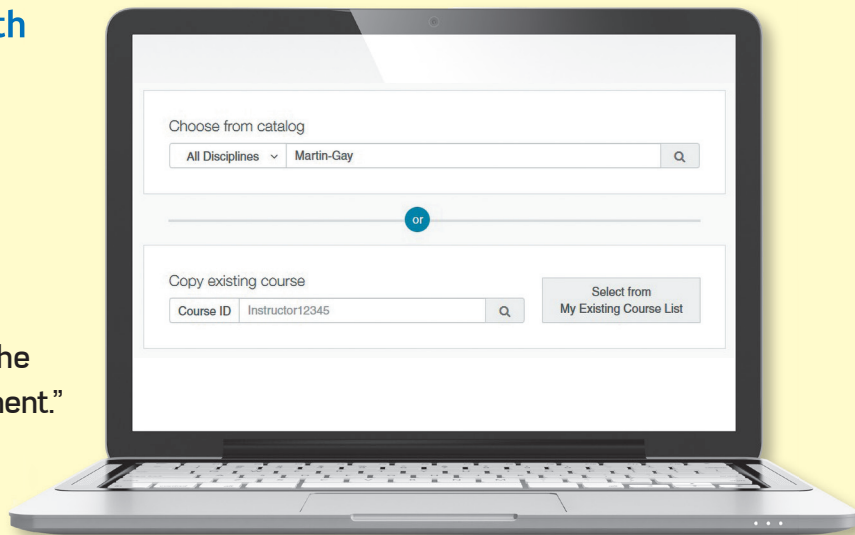 th
Choose from catalog
All Disciplines Martin-Gay
or
Copy existing course
Course ID Instructor12345
Select from
My Existing Course List
he
nent.”